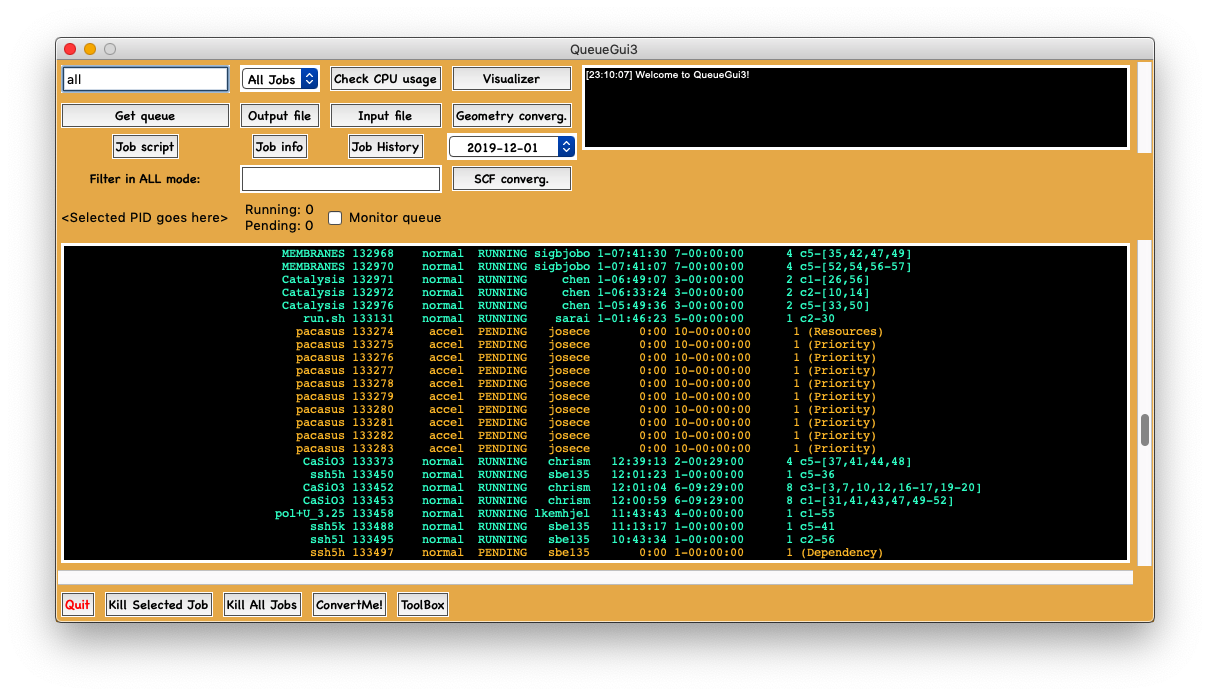 QueueGui3
all All Jobs Check CPU usage Visualizer
[23:10:07] Welcome to QueueGui3!
Get queue Output file Input file Geometry converg.
Job script Job info Job History 2019-12-01
Filter in ALL mode: SCF converg.
<Selected PID goes here> Running: 0
Pending: 0 Monitor queue
MEMBRANES 132968 normal RUNNING sigbjobo 1-07:41:30 7-00:00:00 4 c5-[35,42,47,49]
MEMBRANES 132970 normal RUNNING sigbjobo 1-07:41:07 7-00:00:00 4 c5-[52,54,56-57]
Catalysis 132971 normal RUNNING chen 1-06:49:07 3-00:00:00 2 c1-[26,56]
Catalysis 132972 normal RUNNING chen 1-06:33:24 3-00:00:00 2 c2-[10,14]
Catalysis 132976 normal RUNNING chen 1-05:49:36 3-00:00:00 2 c5-[33,50]
run.sh 133131 normal RUNNING sarai 1-01:46:23 5-00:00:00 1 c2-30
pacasus 133274 accel PENDING josece 0:00 10-00:00:00 1 (Resources)
pacasus 133275 accel PENDING josece 0:00 10-00:00:00 1 (Priority)
pacasus 133276 accel PENDING josece 0:00 10-00:00:00 1 (Priority)
pacasus 133277 accel PENDING josece 0:00 10-00:00:00 1 (Priority)
pacasus 133278 accel PENDING josece 0:00 10-00:00:00 1 (Priority)
pacasus 133279 accel PENDING josece 0:00 10-00:00:00 1 (Priority)
pacasus 133280 accel PENDING josece 0:00 10-00:00:00 1 (Priority)
pacasus 133281 accel PENDING josece 0:00 10-00:00:00 1 (Priority)
pacasus 133282 accel PENDING josece 0:00 10-00:00:00 1 (Priority)
pacasus 133283 accel PENDING josece 0:00 10-00:00:00 1 (Priority)
CaSiO3 133373 normal RUNNING chrism 12:39:13 2-00:29:00 4 c5-[37,41,44,48]
ssh5h 133450 normal RUNNING sbe135 12:01:23 1-00:00:00 1 c5-36
CaSiO3 133452 normal RUNNING chrism 12:01:04 6-09:29:00 8 c3-[3,7,10,12,16-17,19-20]
CaSiO3 133453 normal RUNNING chrism 12:00:59 6-09:29:00 8 c1-[31,41,43,47,49-52]
pol+U_3.25 133458 normal RUNNING lkemhjel 11:43:43 4-00:00:00 1 c1-55
ssh5k 133488 normal RUNNING sbe135 11:13:17 1-00:00:00 1 c5-41
ssh5l 133495 normal RUNNING sbe135 10:43:34 1-00:00:00 1 c2-56
ssh5h 133497 normal PENDING sbe135 0:00 1-00:00:00 1 (Dependency)
Quit Kill Selected Job Kill All Jobs ConvertMe! ToolBox